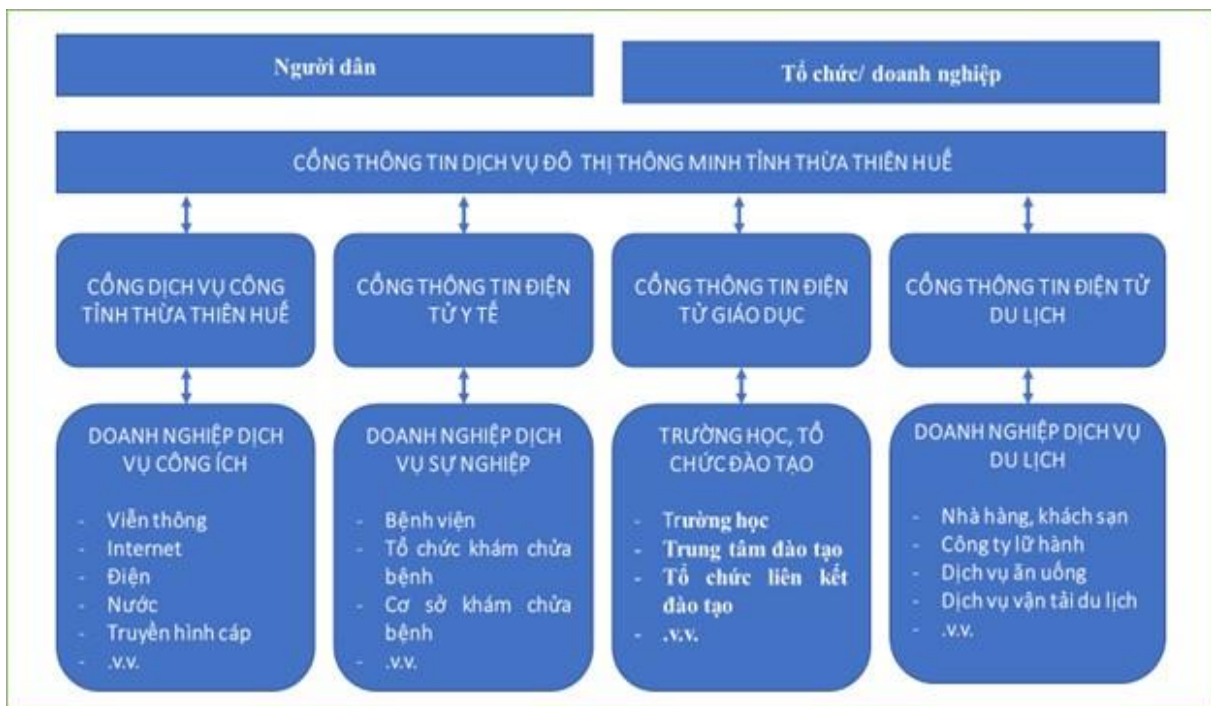 Người dân
Tổ chức/ doanh nghiệp
CỔNG THÔNG TIN DỊCH VỤ ĐÔ THỊ THÔNG MINH TỈNH THỪA THIÊN HUẾ
CỔNG DỊCH VỤ CÔNG
TỈNH THỪA THIÊN HUẾ
CỔNG THÔNG TIN ĐIỆN
TỬ Y TẾ
CỔNG THÔNG TIN ĐIỆN
TỬ GIÁO DỤC
CỔNG THÔNG TIN ĐIỆN TỬ
DU LỊCH
DOANH NGHIỆP DỊCH
VỤ CÔNG ÍCH
- Viễn thông
- Internet
- Điện
- Nước
- Truyền hình cáp
- .v.v.
DOANH NGHIỆP DỊCH
VỤ SỰ NGHIỆP
- Bệnh viện
- Tổ chức khám chửa
bệnh
- Cơ sở khám chửa
bệnh
- .v.v.
TRƯỜNG HỌC, TỔ
CHỨC ĐÀO TẠO
- Trường học
- Trung tâm đào tạo
- Tổ chức liên kết
đào tạo
- .v.v.
DOANH NGHIỆP DỊCH VỤ
DU LỊCH
- Nhà hàng, khách sạn
- Công ty lữ hành
- Dịch vụ ăn uống
- Dịch vụ vận tải du lịch
- .v.v.